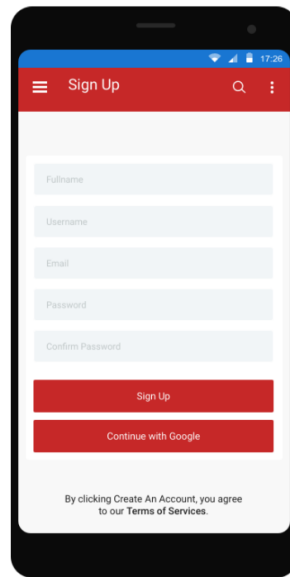 17:26
Sign Up
Fullname
Username
Email
Password
Confirm Password
Sign Up
Continue with Google
By clicking Create An Account, you agree
to our Terms of Services.